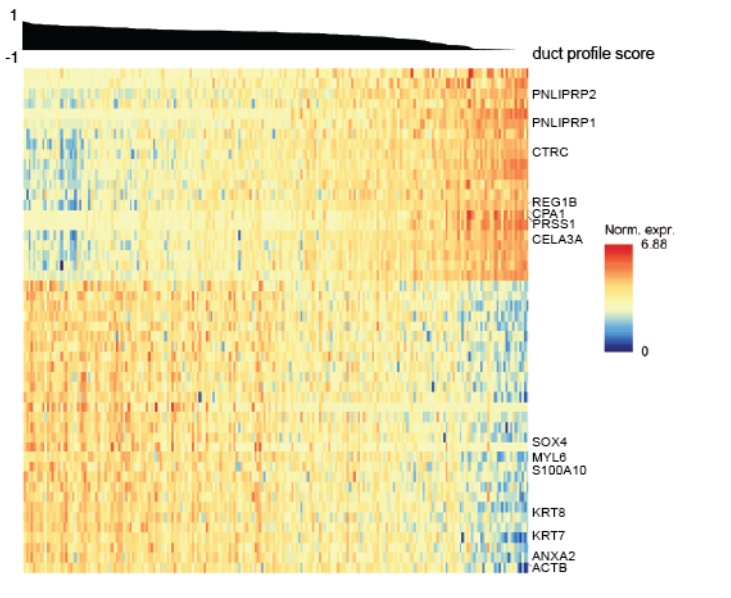 1
-1
duct profile score
PNLIPRP2
PNLIPRP1
CTRC
REG1B
CPA1
PRSS1
CELA3A
Norm. expr.
6.88
0
SOX4
MYL6
S100A10
KRT8
KRT7
ANXA2
ACTB